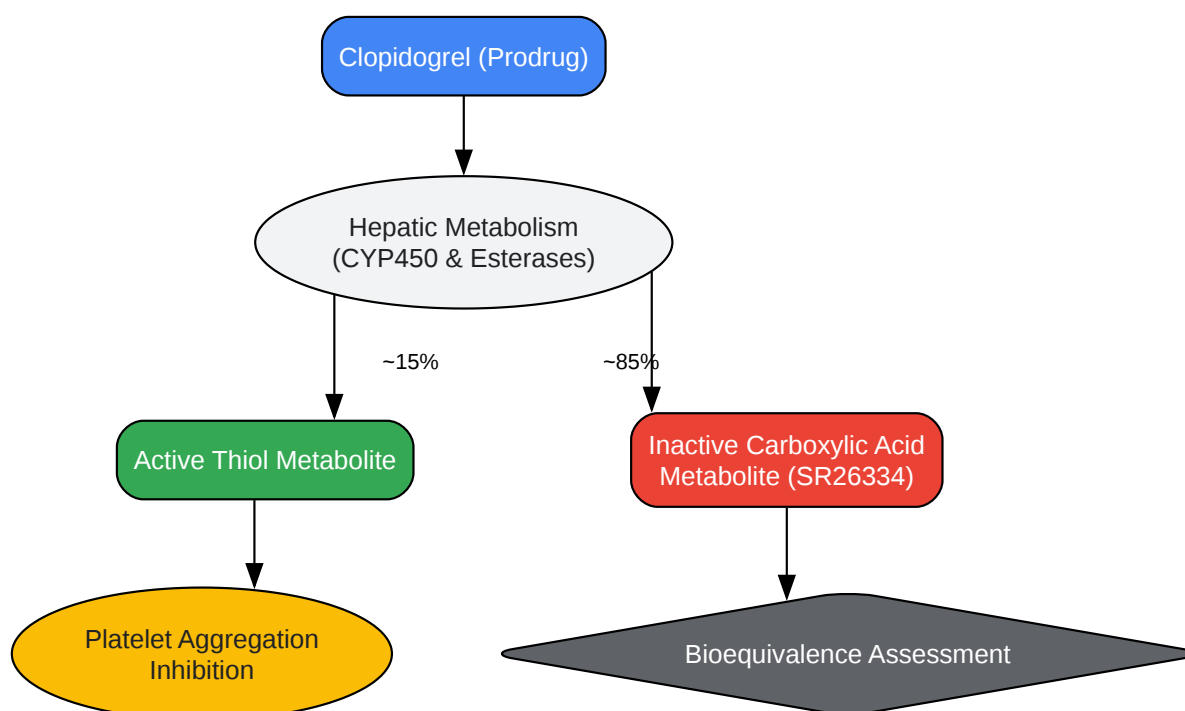 Clopidogrel (Prodrug)
Hepatic Metabolism
(CYP450 & Esterases)
~15%
~85%
Active Thiol Metabolite
Inactive Carboxylic Acid
Metabolite (SR26334)
Platelet Aggregation
Inhibition
Bioequivalence Assessment